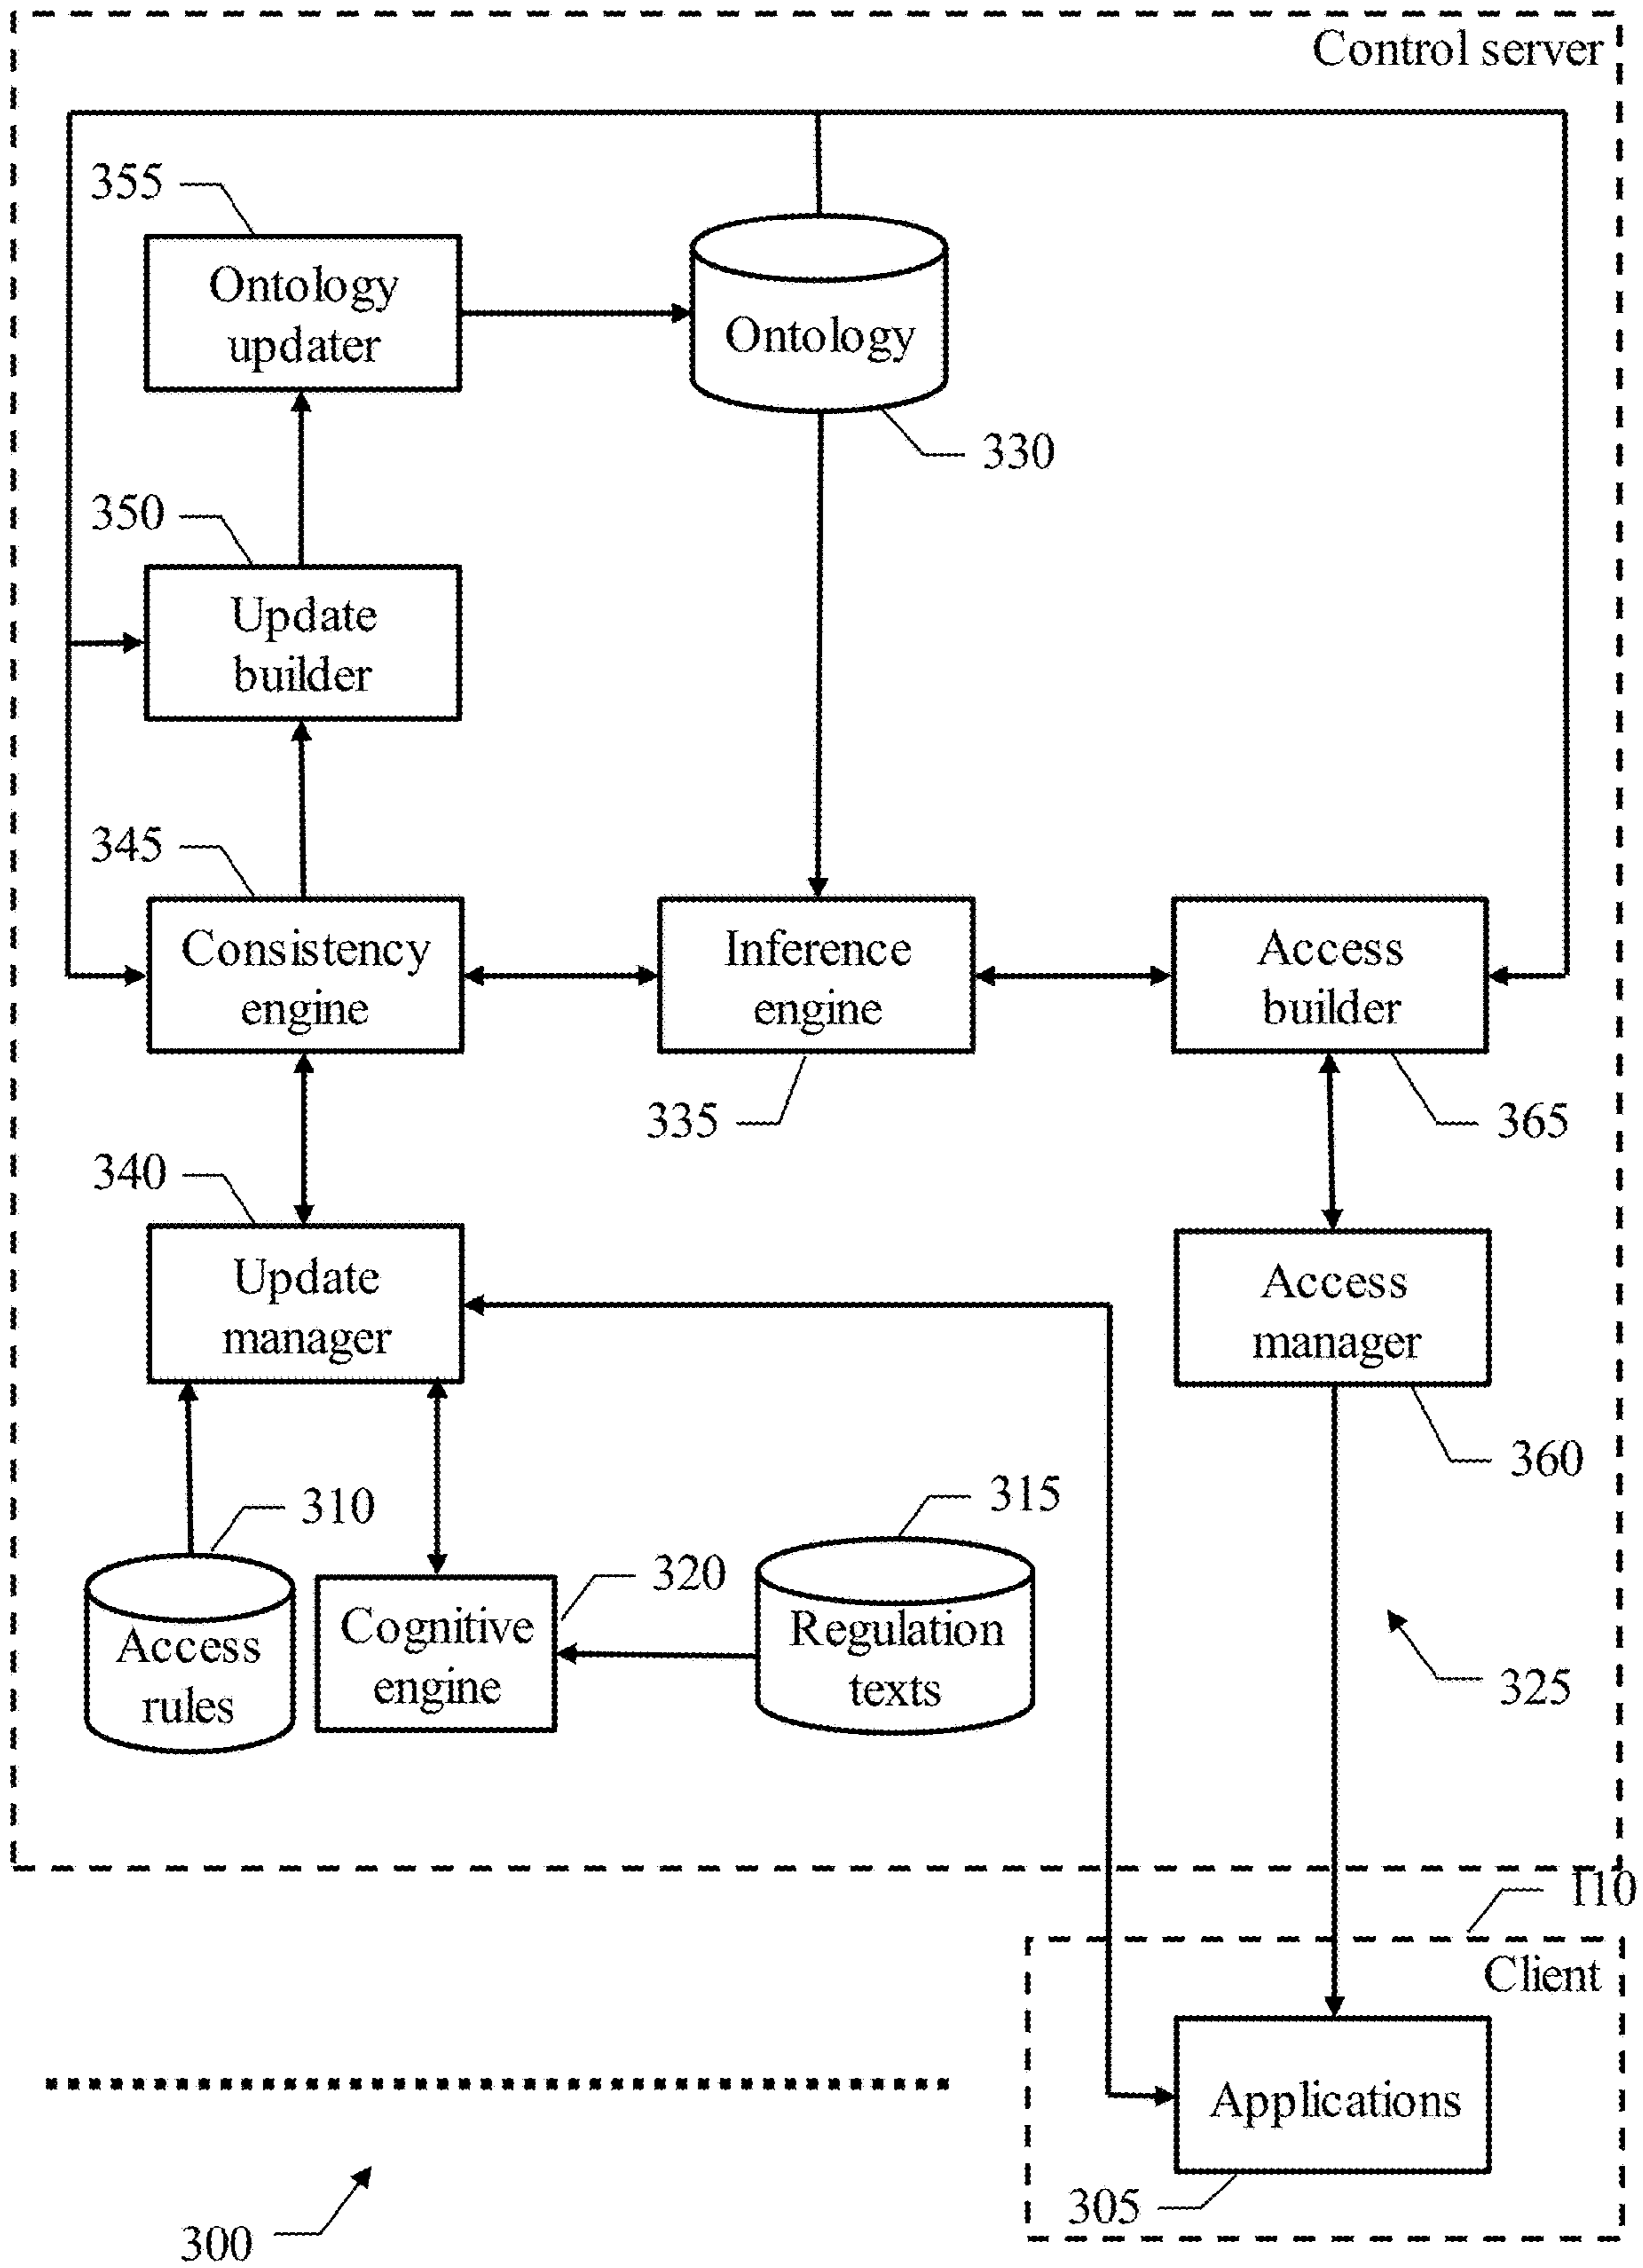 Control server
355
Ontology
updater
Ontology
330
350
Update
builder
345
Consistency
engine
Inference
engine
Access
builder
335
365
340
Update
manager
Access
manager
360
310
315
320
Access
rules
Cognitive
engine
Regulation
texts
325
110
Client
Applications
305
300